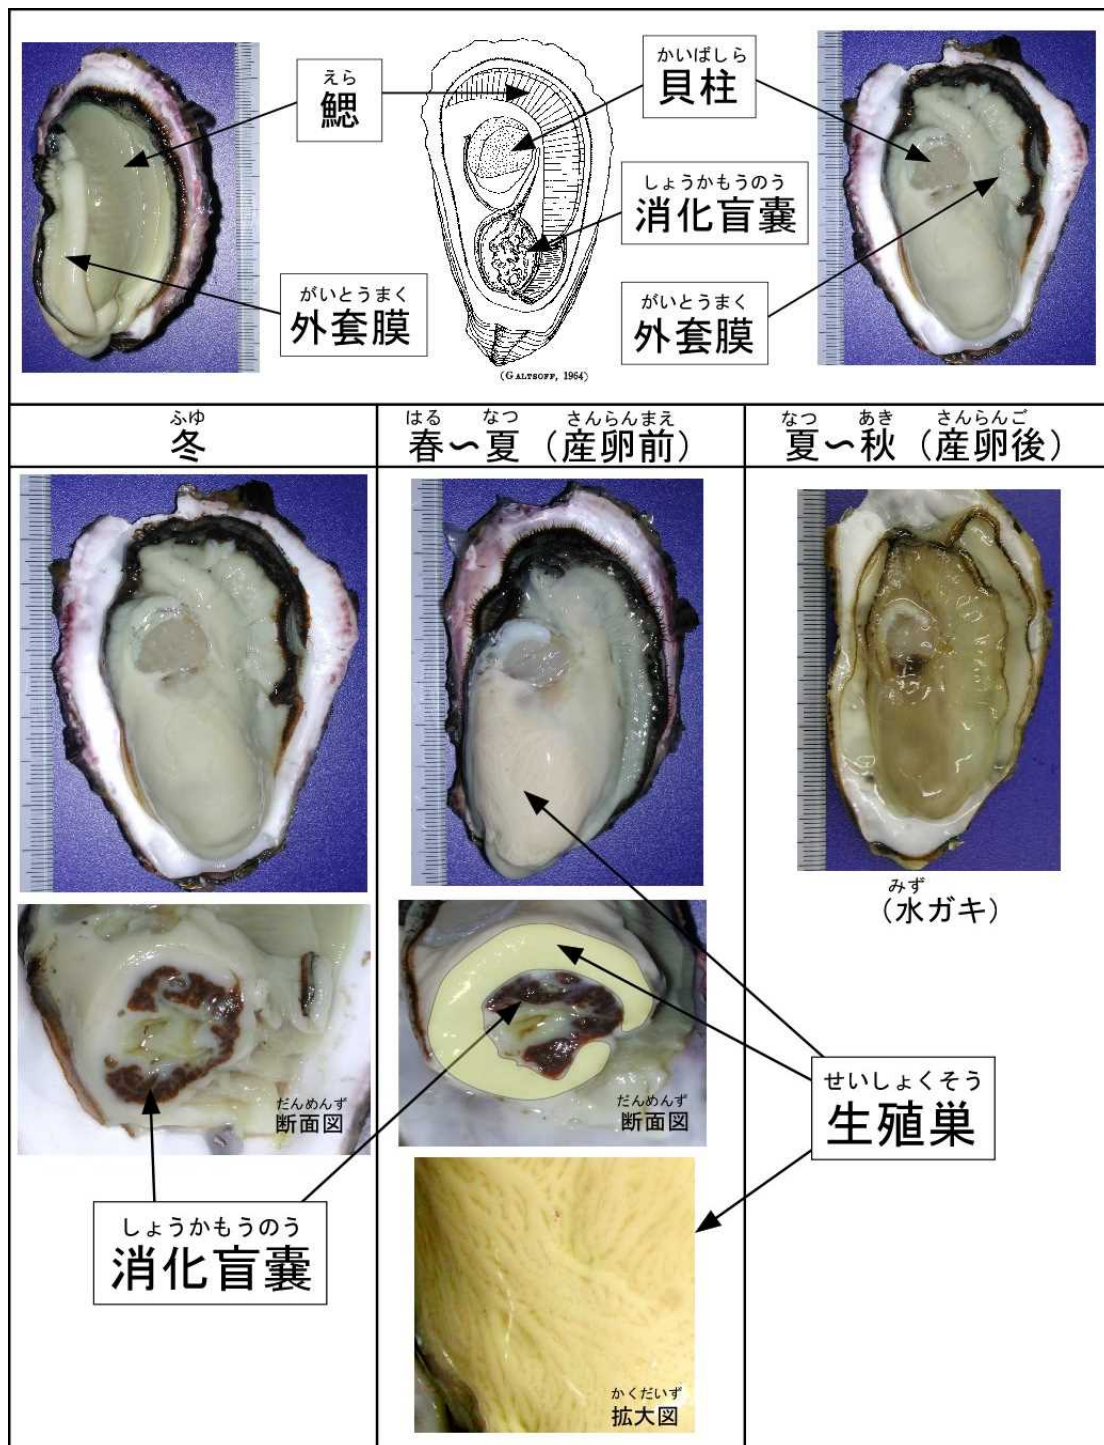 えら
鰓
かいばしら
貝柱
しょうかもうのう
消化盲嚢
がいとうまく
外套膜
がいとうまく
外套膜
(GALTSOFF, 1964)
ふゆ
冬
はる なつ さんらんまえ
春~夏（産卵前）
なつ あき さんらんご
夏~秋（産卵後）
みず
(水ガキ)
だんめんず
断面図
だんめんず
断面図
せいしょくそう
生殖巣
しょうかもうのう
消化盲嚢
かくだいず
拡大図